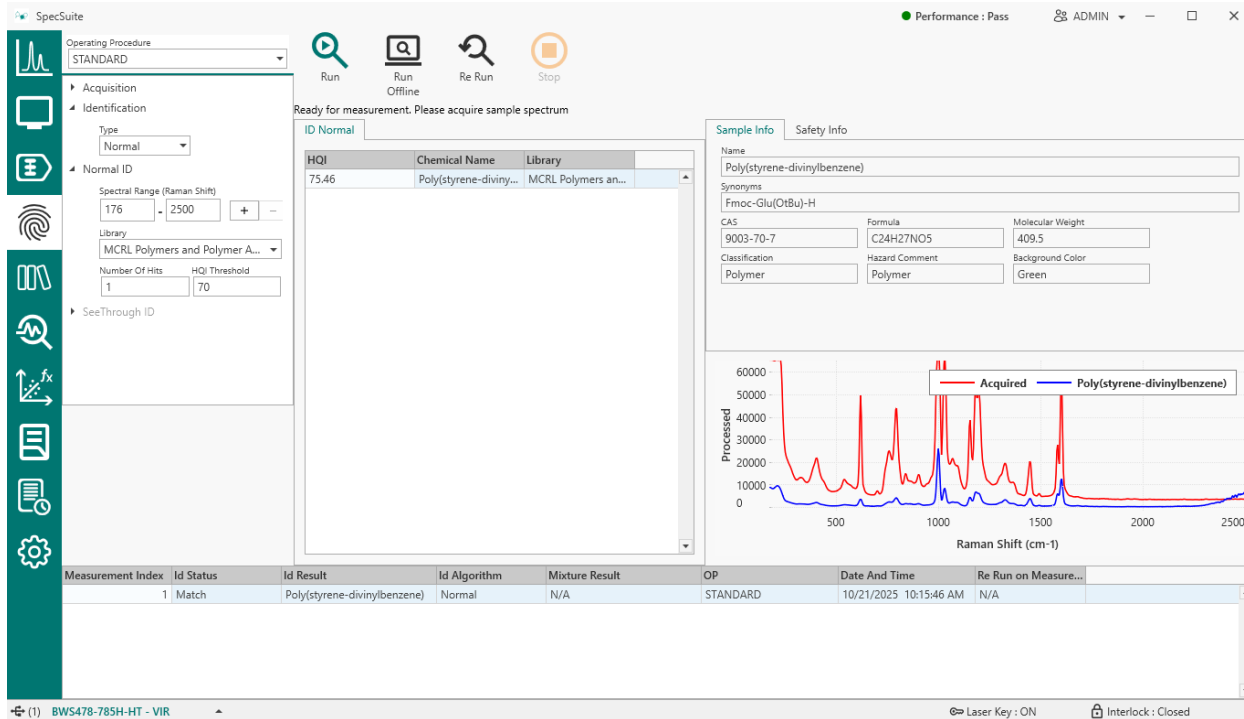 SpecSuite
Performance : Pass
ADMIN
Operating Procedure
STANDARD
Acquisition
Identification
Type
Normal
Normal ID
Spectral Range (Raman Shift)
176 - 2500 + −
Library
MCRL Polymers and Polymer A...
Number Of Hits HQI Threshold
1 70
SeeThrough ID
Run
Run Offline
Re Run
Stop
Ready for measurement. Please acquire sample spectrum
ID Normal
HQI Chemical Name Library
75.46 Poly(styrene-diviny... MCRL Polymers an...
Sample Info Safety Info
Name
Poly(styrene-divinylbenzene)
Synonyms
Fmoc-Glu(OtBu)-H
CAS Formula Molecular Weight
9003-70-7 C24H27NO5 409.5
Classification Hazard Comment Background Color
Polymer Polymer Green
Acquired Poly(styrene-divinylbenzene)
Processed
60000
50000
40000
30000
20000
10000
0
500 1000 1500 2000 2500
Raman Shift (cm-1)
Measurement Index Id Status Id Result Id Algorithm Mixture Result OP Date And Time Re Run on Measure...
1 Match Poly(styrene-divinylbenzene) Normal N/A STANDARD 10/21/2025 10:15:46 AM N/A
(1) BWS478-785H-HT - VIR
Laser Key : ON
Interlock : Closed